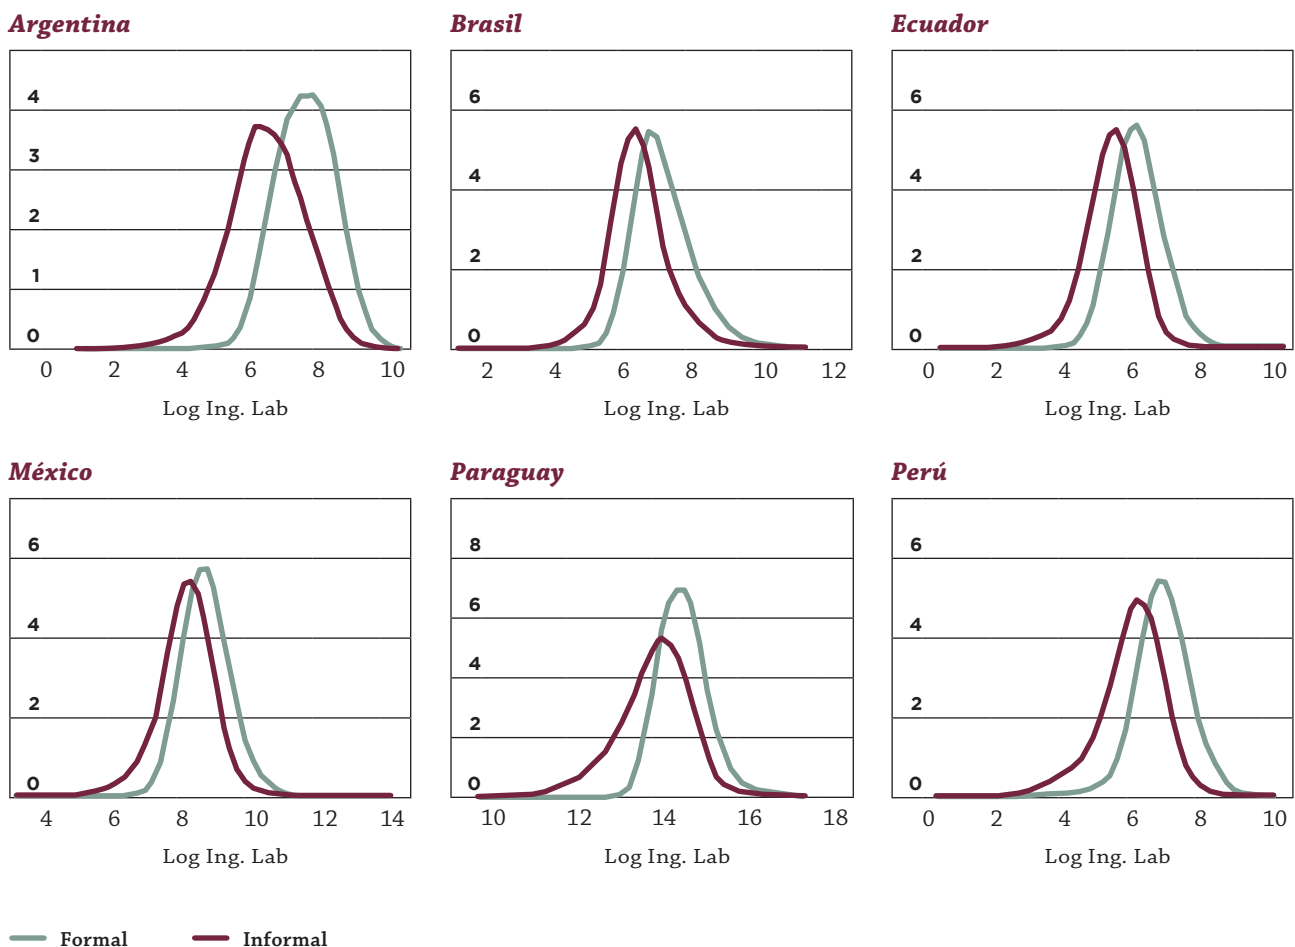 Argentina Brasil Ecuador
4 6 6
3 4 4
2 2 2
1 0 0
0
0 2 4 6 8 10 2 4 6 8 10 12 0 2 4 6 8 10
Log Ing. Lab Log Ing. Lab Log Ing. Lab
México Paraguay Perú
6 8 6
4 6 4
2 4 2
0 2 0
0
4 6 8 10 12 14 10 12 14 16 18 0 2 4 6 8 10
Log Ing. Lab Log Ing. Lab Log Ing. Lab
Formal Informal